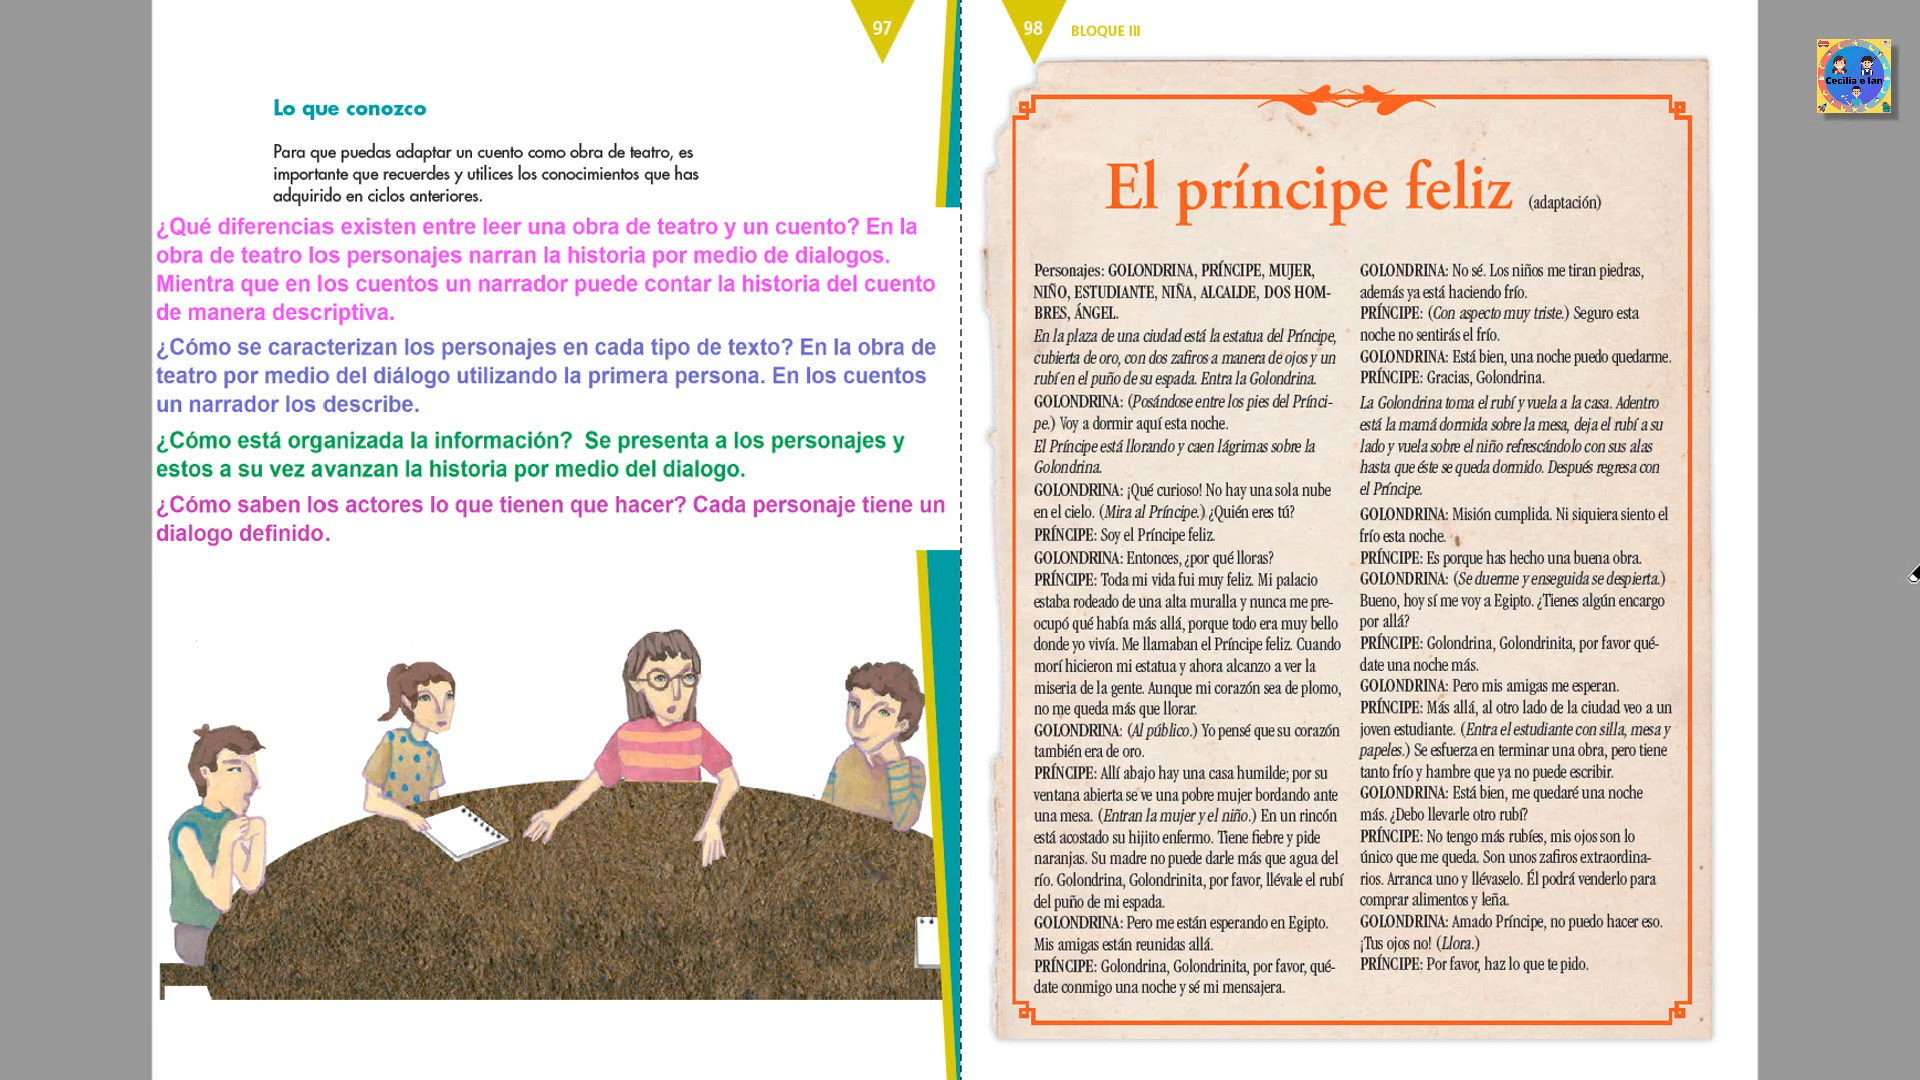 97
Lo que conozco
Para que puedas adaptar un cuento como obra de teatro, es
importante que recuerdes y utilices los conocimientos que has
adquirido en ciclos anteriores.
¿Qué diferencias existen entre leer una obra de teatro y un cuento? En la
obra de teatro los personajes narran la historia por medio de dialogos.
Mientra que en los cuentos un narrador puede contar la historia del cuento
de manera descriptiva.
¿Cómo se caracterizan los personajes en cada tipo de texto? En la obra de
teatro por medio del diálogo utilizando la primera persona. En los cuentos
un narrador los describe.
¿Cómo está organizada la información?  Se presenta a los personajes y
estos a su vez avanzan la historia por medio del dialogo.
¿Cómo saben los actores lo que tienen que hacer? Cada personaje tiene un
dialogo definido.
98 BLOQUE III
El príncipe feliz (adaptación)
Personajes: GOLONDRINA, PRÍNCIPE, MUJER,
NIÑO, ESTUDIANTE, NIÑA, ALCALDE, DOS HOM-
BRES, ÁNGEL.
En la plaza de una ciudad está la estatua del Príncipe,
cubierta de oro, con dos zafiros a manera de ojos y un
rubí en el puño de su espada. Entra la Golondrina.
GOLONDRINA: (Posándose entre los pies del Prínci-
pe.) Voy a dormir aquí esta noche.
El Príncipe está llorando y caen lágrimas sobre la
Golondrina.
GOLONDRINA: ¡Qué curioso! No hay una sola nube
en el cielo. (Mira al Príncipe.) ¿Quién eres tú?
PRÍNCIPE: Soy el Príncipe feliz.
GOLONDRINA: Entonces, ¿por qué lloras?
PRÍNCIPE: Toda mi vida fui muy feliz. Mi palacio
estaba rodeado de una alta muralla y nunca me pre-
ocupó qué había más allá, porque todo era muy bello
donde yo vivía. Me llamaban el Príncipe feliz. Cuando
morí hicieron mi estatua y ahora alcanzo a ver la
miseria de la gente. Aunque mi corazón sea de plomo,
no me queda más que llorar.
GOLONDRINA: (Al público.) Yo pensé que su corazón
también era de oro.
PRÍNCIPE: Allí abajo hay una casa humilde; por su
ventana abierta se ve una pobre mujer bordando ante
una mesa. (Entran la mujer y el niño.) En un rincón
está acostado su hijito enfermo. Tiene fiebre y pide
naranjas. Su madre no puede darle más que agua del
río. Golondrina, Golondrinita, por favor, llévale el rubí
del puño de mi espada.
GOLONDRINA: Pero me están esperando en Egipto.
Mis amigas están reunidas allá.
PRÍNCIPE: Golondrina, Golondrinita, por favor, qué-
date conmigo una noche y sé mi mensajera.
GOLONDRINA: No sé. Los niños me tiran piedras,
además ya está haciendo frío.
PRÍNCIPE: (Con aspecto muy triste.) Seguro esta
noche no sentirás el frío.
GOLONDRINA: Está bien, una noche puedo quedarme.
PRÍNCIPE: Gracias, Golondrina.
La Golondrina toma el rubí y vuela a la casa. Adentro
está la mamá dormida sobre la mesa, deja el rubí a su
lado y vuela sobre el niño refrescándolo con sus alas
hasta que éste se queda dormido. Después regresa con
el Príncipe.
GOLONDRINA: Misión cumplida. Ni siquiera siento el
frío esta noche.
PRÍNCIPE: Es porque has hecho una buena obra.
GOLONDRINA: (Se duerme y enseguida se despierta.)
Bueno, hoy sí me voy a Egipto. ¿Tienes algún encargo
por allá?
PRÍNCIPE: Golondrina, Golondrinita, por favor qué-
date una noche más.
GOLONDRINA: Pero mis amigas me esperan.
PRÍNCIPE: Más allá, al otro lado de la ciudad veo a un
joven estudiante. (Entra el estudiante con silla, mesa y
papeles.) Se esfuerza en terminar una obra, pero tiene
tanto frío y hambre que ya no puede escribir.
GOLONDRINA: Está bien, me quedaré una noche
más. ¿Debo llevarle otro rubí?
PRÍNCIPE: No tengo más rubíes, mis ojos son lo
único que me queda. Son unos zafiros extraordina-
rios. Arranca uno y llévaselo. Él podrá venderlo para
comprar alimentos y leña.
GOLONDRINA: Amado Príncipe, no puedo hacer eso.
¡Tus ojos no! (Llora.)
PRÍNCIPE: Por favor, haz lo que te pido.
Cecilia e Ian